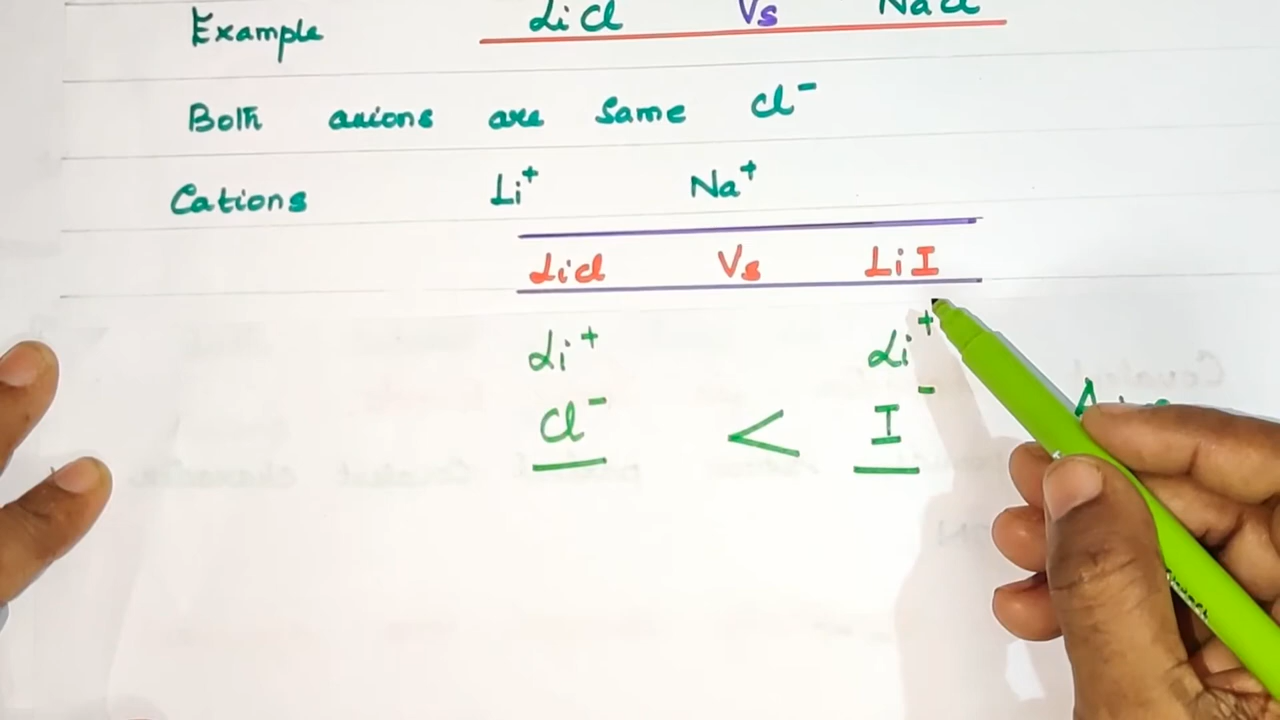 Example LiCl Vs NaCl
Both anions are same Cl⁻
Cations Li⁺ Na⁺
LiCl Vs LiI
Li⁺ Li⁺
Cl⁻ < I⁻